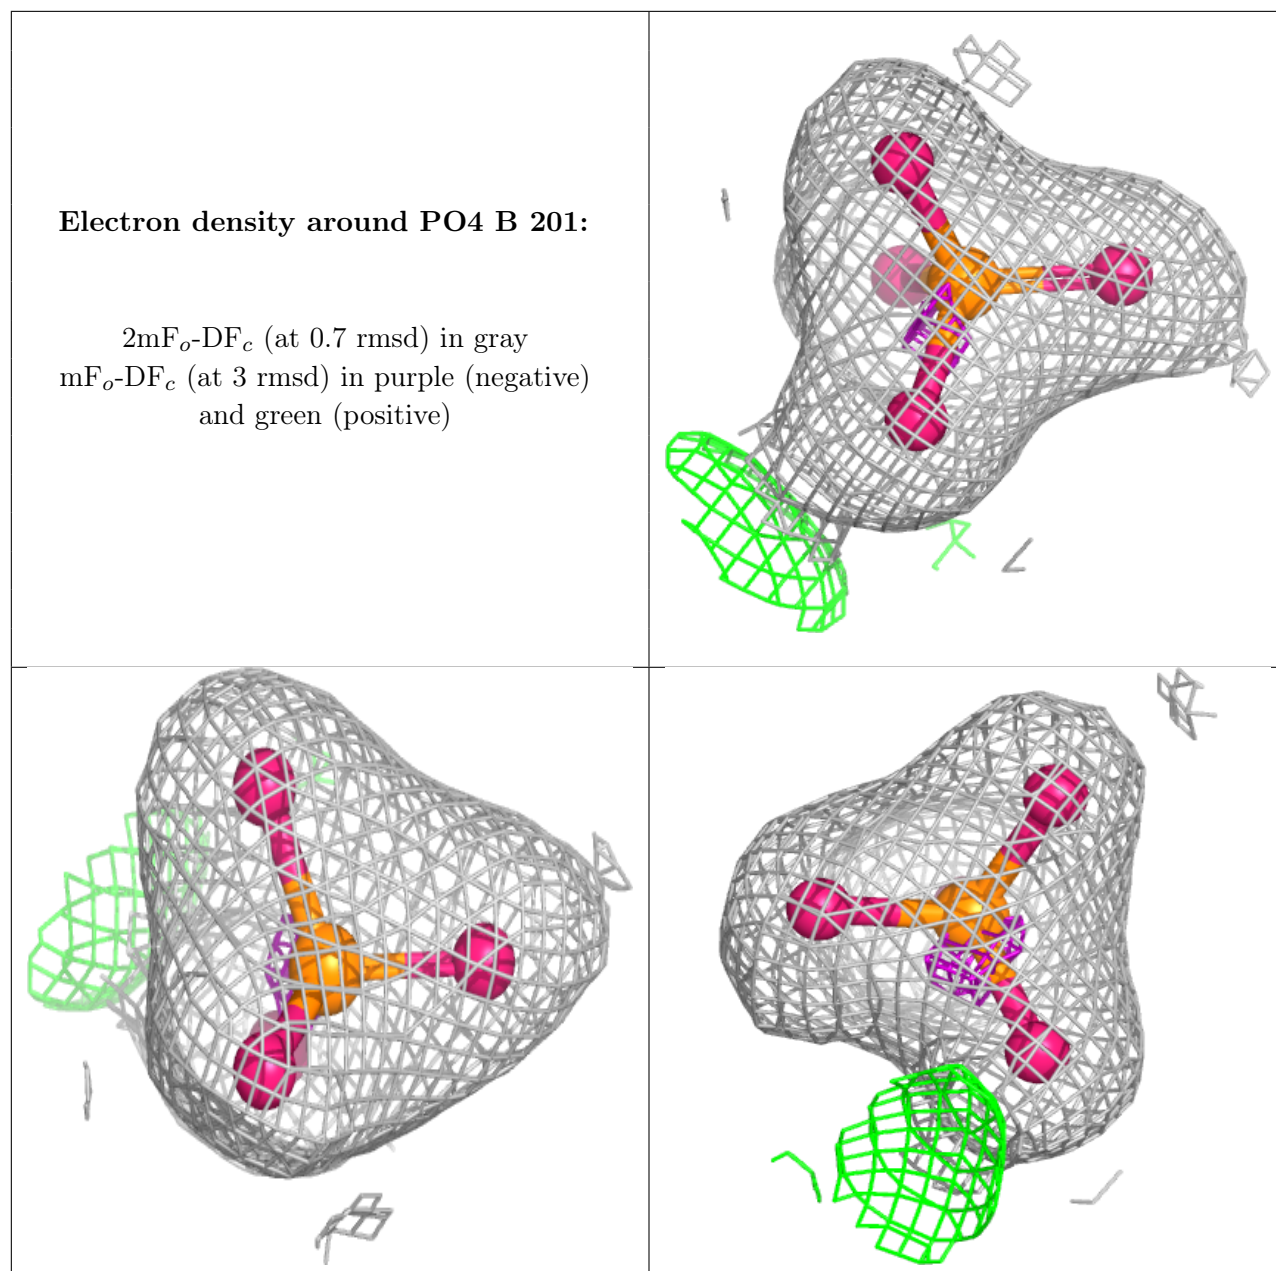 Electron density around PO4 B 201:
2mFo-DFc (at 0.7 rmsd) in gray
mFo-DFc (at 3 rmsd) in purple (negative)
and green (positive)